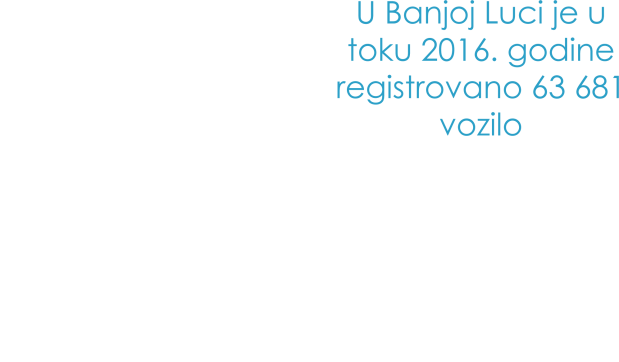 U Banjoj Luci je u
toku 2016. godine
registrovano 63 681
vozilo